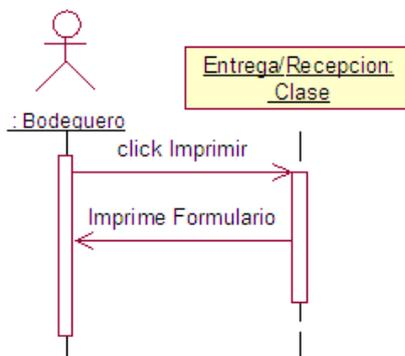 Entrega/Recepcion:
Clase
: Bodeguero
click Imprimir
Imprime Formulario